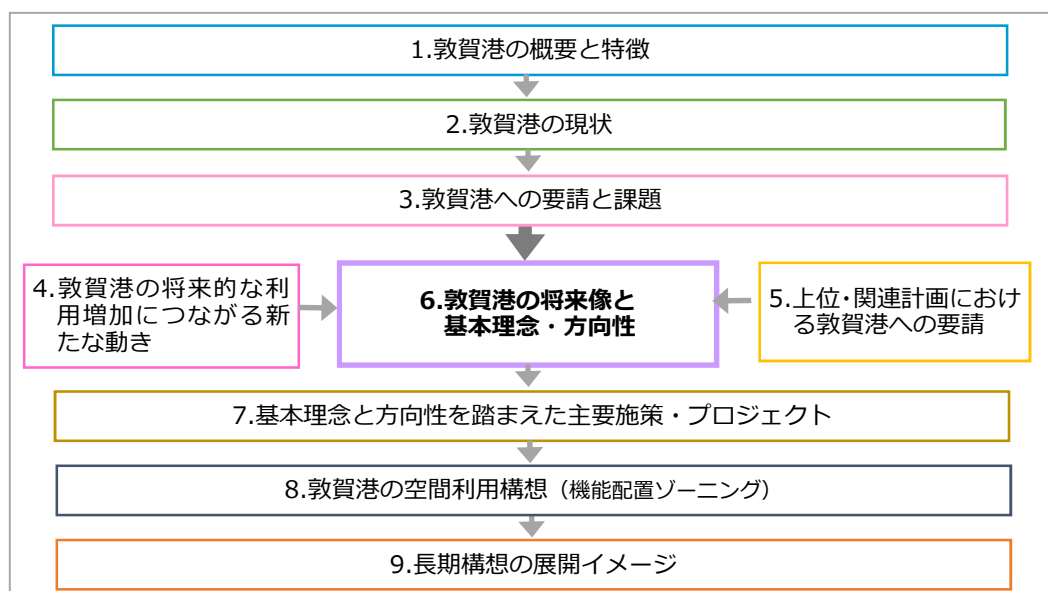 1.敦賀港の概要と特徴
2.敦賀港の現状
3.敦賀港への要請と課題
4.敦賀港の将来的な利
用増加につながる新
たな動き
6.敦賀港の将来像と
基本理念・方向性
5.上位・関連計画におけ
る敦賀港への要請
7.基本理念と方向性を踏まえた主要施策・プロジェクト
8.敦賀港の空間利用構想（機能配置ゾーニング）
9.長期構想の展開イメージ